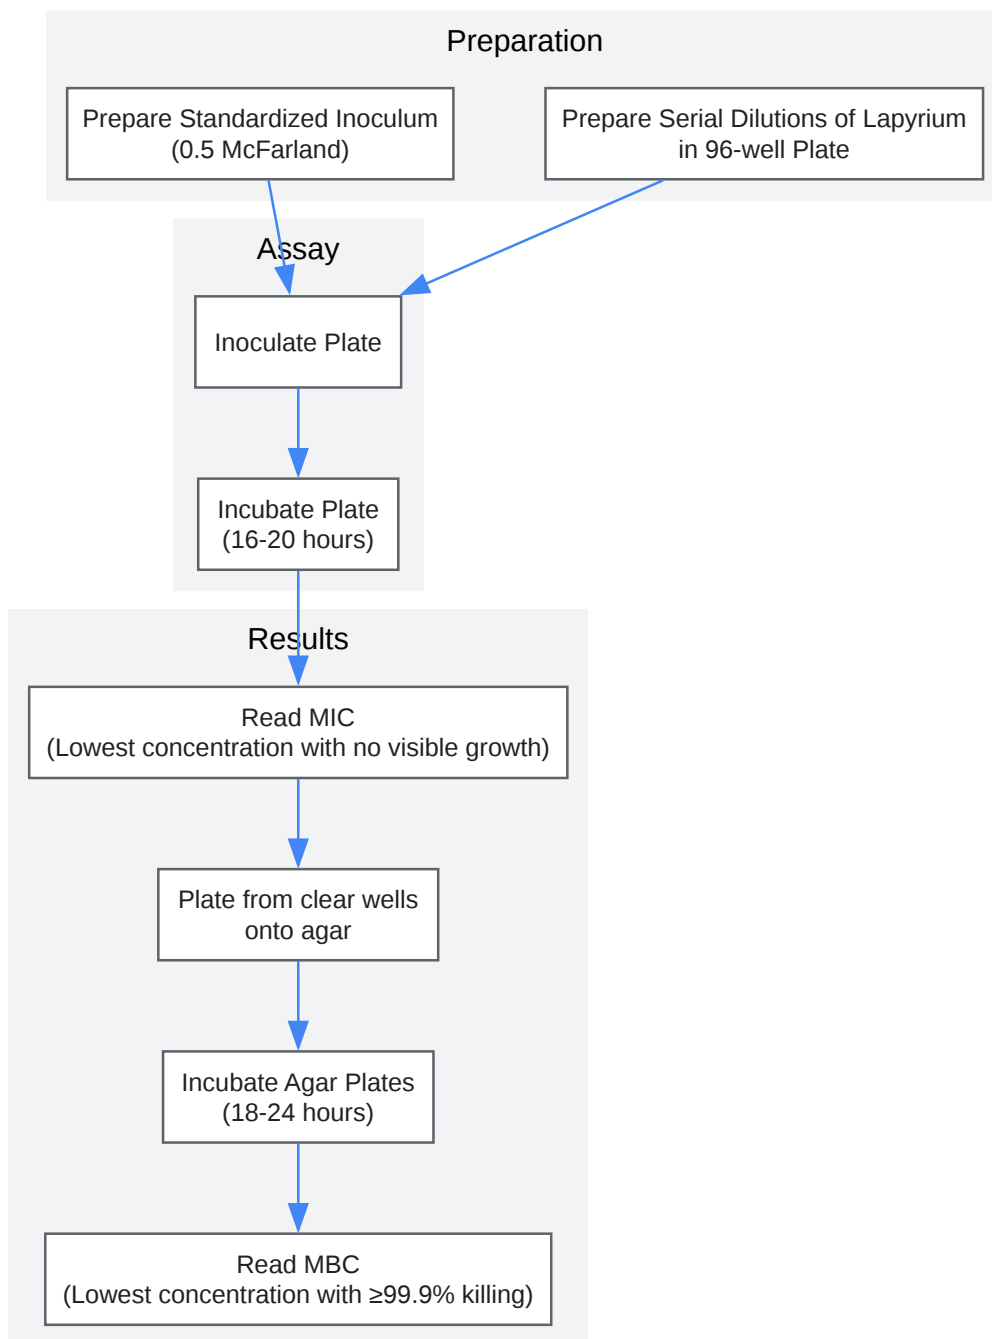 Preparation
Prepare Standardized Inoculum
(0.5 McFarland)
Prepare Serial Dilutions of Lapyrium
in 96-well Plate
Assay
Inoculate Plate
Incubate Plate
(16-20 hours)
Results
Read MIC
(Lowest concentration with no visible growth)
Plate from clear wells
onto agar
Incubate Agar Plates
(18-24 hours)
Read MBC
(Lowest concentration with ≥99.9% killing)